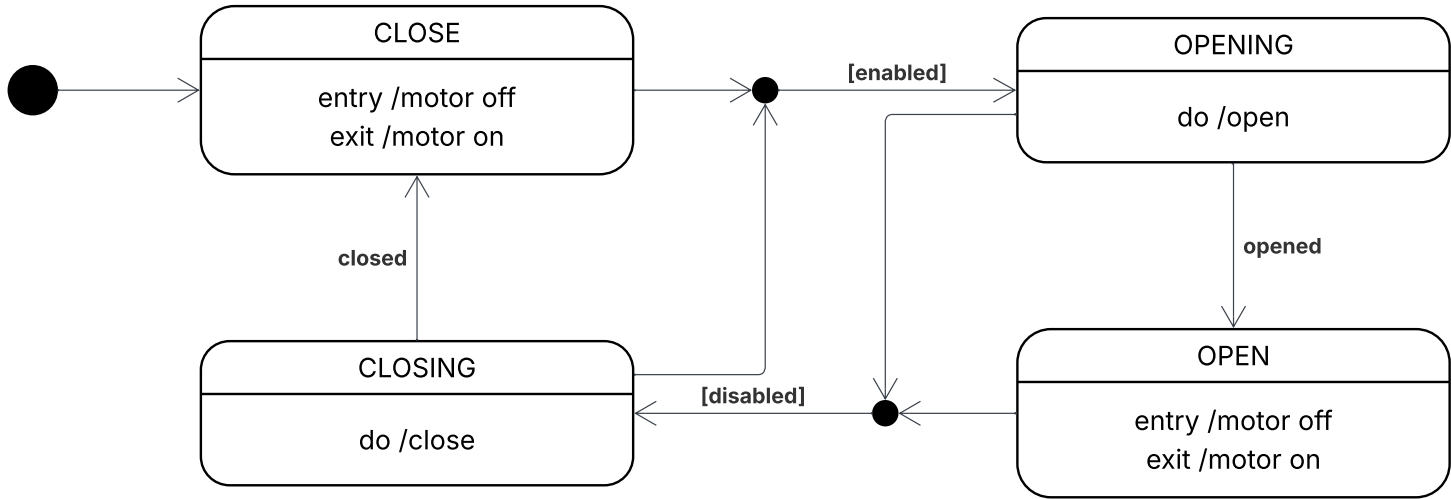 CLOSE
entry /motor off
exit /motor on
[enabled]
OPENING
do /open
closed
opened
CLOSING
do /close
[disabled]
OPEN
entry /motor off
exit /motor on